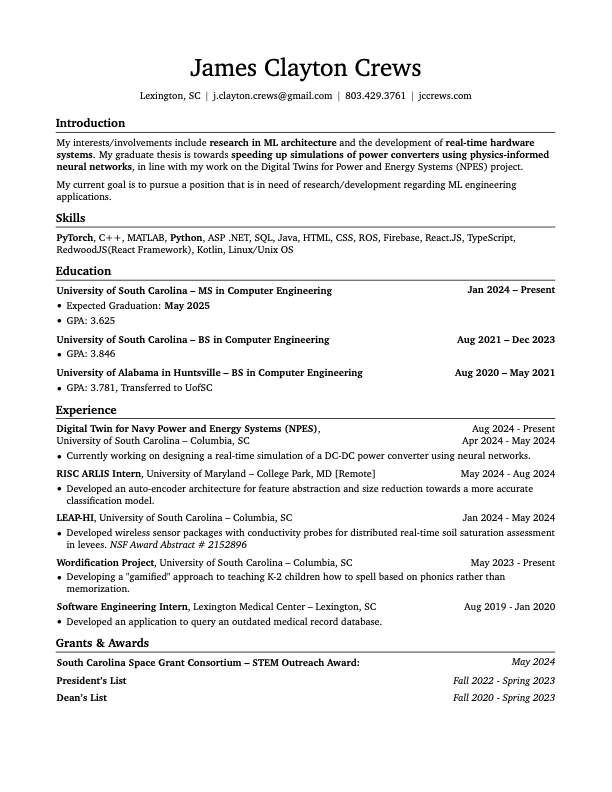 James Clayton Crews
Lexington, SC | j.clayton.crews@gmail.com | 803.429.3761 | jccrews.com
Introduction
My interests/involvements include research in ML architecture and the development of real-time hardware
systems. My graduate thesis is towards speeding up simulations of power converters using physics-informed
neural networks, in line with my work on the Digital Twins for Power and Energy Systems (NPES) project.
My current goal is to pursue a position that is in need of research/development regarding ML engineering
applications.
Skills
PyTorch, C++, MATLAB, Python, ASP .NET, SQL, Java, HTML, CSS, ROS, Firebase, React.JS, TypeScript,
RedwoodJS(React Framework), Kotlin, Linux/Unix OS
Education
University of South Carolina – MS in Computer Engineering Jan 2024 – Present
• Expected Graduation: May 2025
• GPA: 3.625
University of South Carolina – BS in Computer Engineering Aug 2021 – Dec 2023
• GPA: 3.846
University of Alabama in Huntsville – BS in Computer Engineering Aug 2020 – May 2021
• GPA: 3.781, Transferred to UofSC
Experience
Digital Twin for Navy Power and Energy Systems (NPES), Aug 2024 - Present
University of South Carolina – Columbia, SC Apr 2024 - May 2024
• Currently working on designing a real-time simulation of a DC-DC power converter using neural networks.
RISC ARLIS Intern, University of Maryland – College Park, MD [Remote] May 2024 - Aug 2024
• Developed an auto-encoder architecture for feature abstraction and size reduction towards a more accurate
classification model.
LEAP-HI, University of South Carolina – Columbia, SC Jan 2024 - May 2024
• Developed wireless sensor packages with conductivity probes for distributed real-time soil saturation assessment
in levees. NSF Award Abstract # 2152896
Wordification Project, University of South Carolina – Columbia, SC May 2023 - Present
• Developing a "gamified" approach to teaching K-2 children how to spell based on phonics rather than
memorization.
Software Engineering Intern, Lexington Medical Center – Lexington, SC Aug 2019 - Jan 2020
• Developed an application to query an outdated medical record database.
Grants & Awards
South Carolina Space Grant Consortium – STEM Outreach Award: May 2024
President's List Fall 2022 - Spring 2023
Dean's List Fall 2020 - Spring 2023